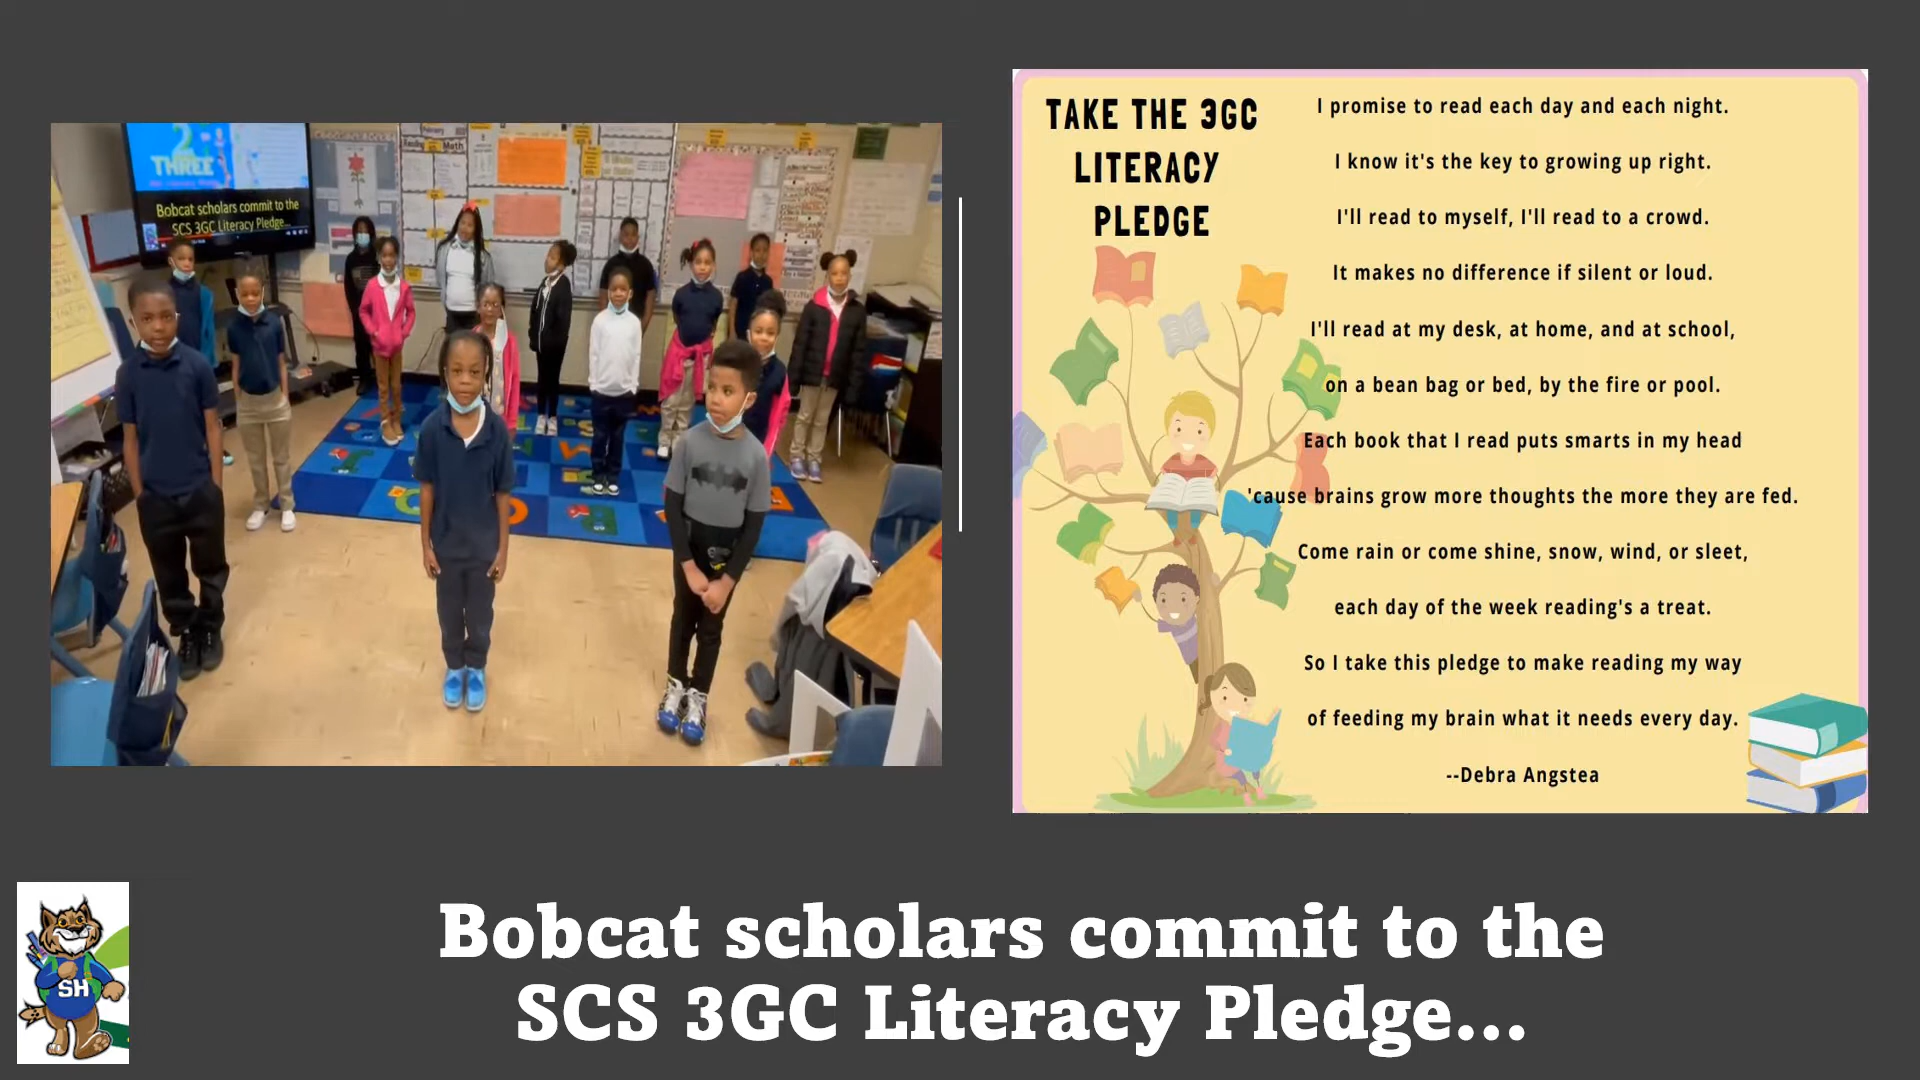 2
THREE
Bobcat scholars commit to the
SCS 3GC Literacy Pledge...
February
Reading
Math
TAKE THE 3GC
LITERACY
PLEDGE
I promise to read each day and each night.
I know it's the key to growing up right.
I'll read to myself, I'll read to a crowd.
It makes no difference if silent or loud.
I'll read at my desk, at home, and at school,
on a bean bag or bed, by the fire or pool.
Each book that I read puts smarts in my head
'cause brains grow more thoughts the more they are fed.
Come rain or come shine, snow, wind, or sleet,
each day of the week reading's a treat.
So I take this pledge to make reading my way
of feeding my brain what it needs every day.
--Debra Angstea
SH
Bobcat scholars commit to the
SCS 3GC Literacy Pledge...